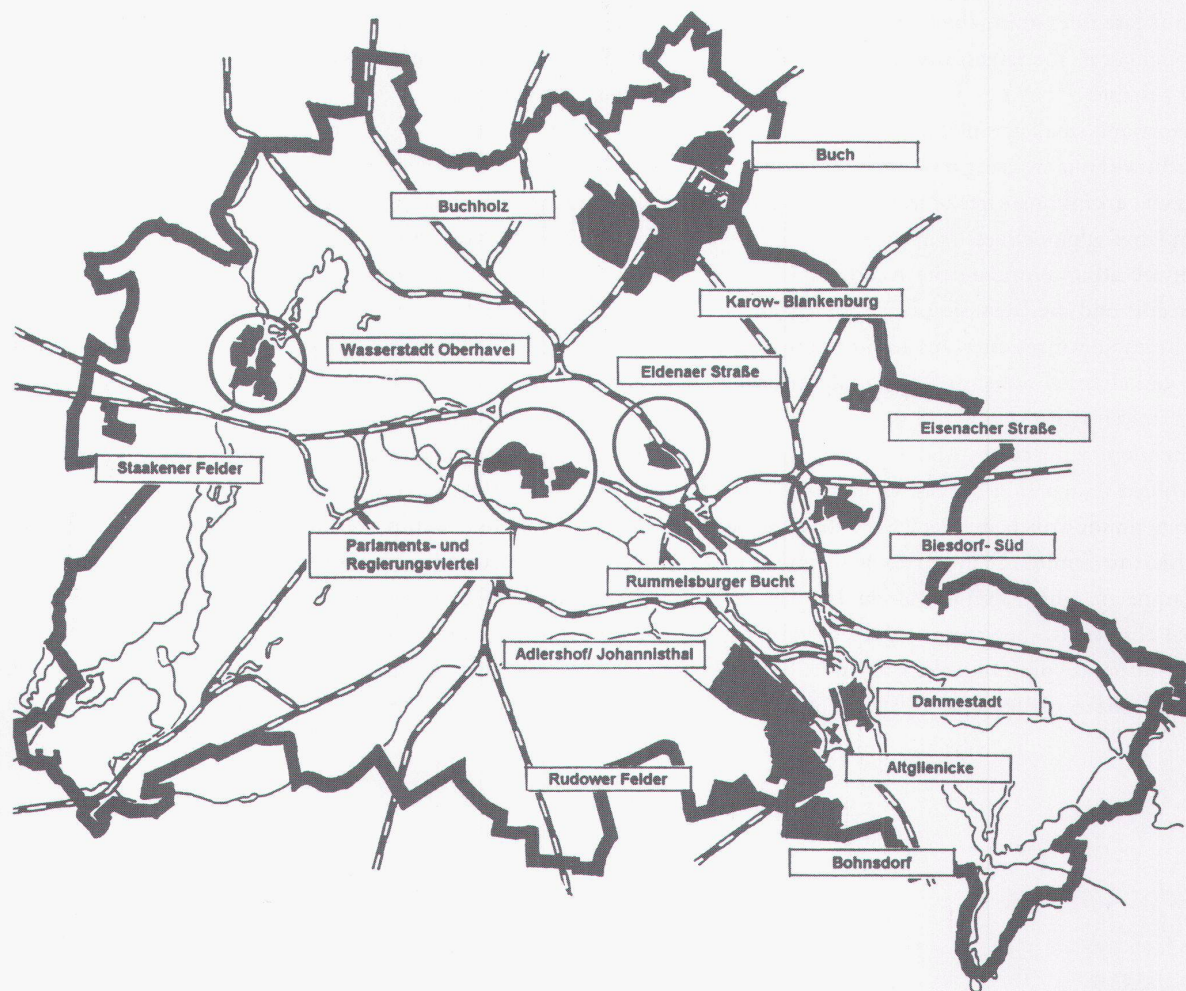 Buch
Buchholz
Karow- Blankenburg
Wasserstadt Oberhavel
Eldenaer Straße
Eisenacher Straße
Staakener Felder
Parlaments- und
Regierungsviertel
Biesdorf- Süd
Rummelsburger Bucht
Adlershof/ Johannisthal
Dahmestadt
Altglienicke
Rudower Felder
Bohnsdorf